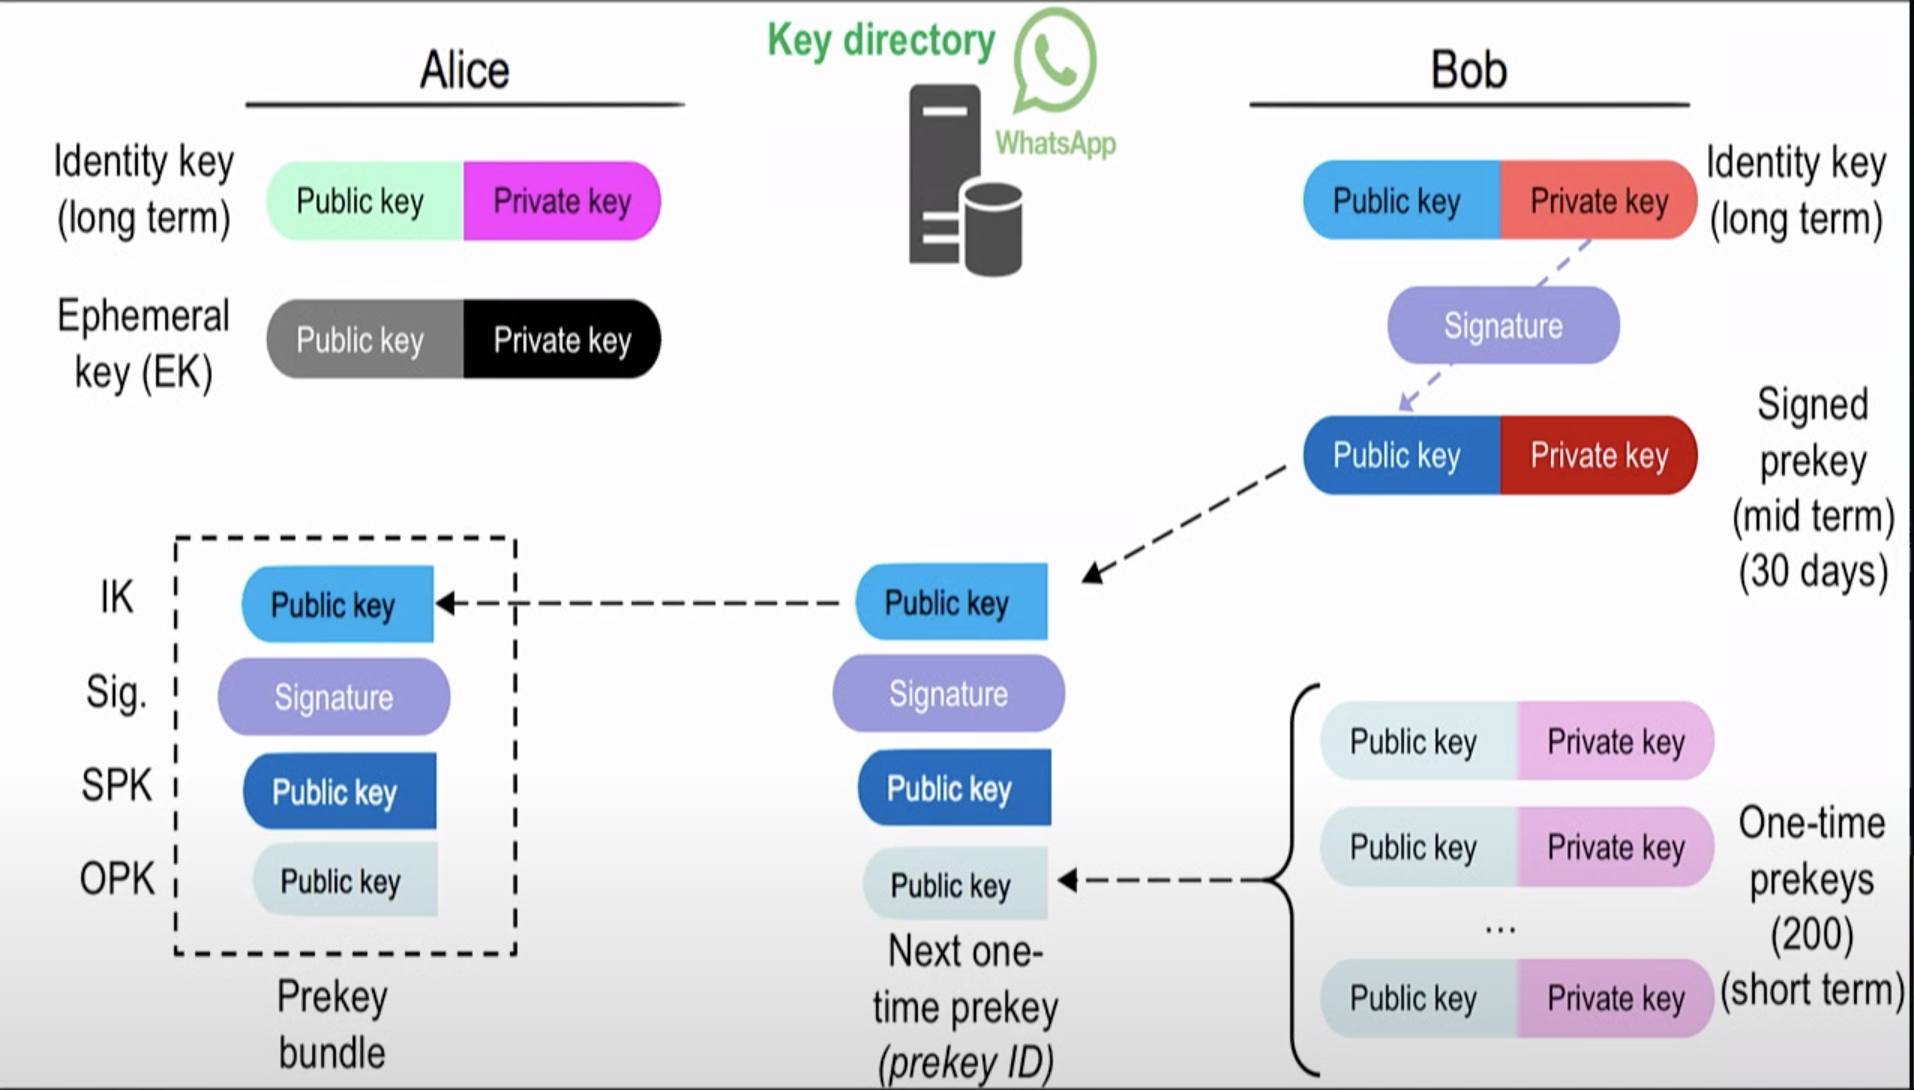 Key directory
WhatsApp
Alice
Identity key
(long term)
Public key
Private key
Ephemeral
key (EK)
Public key
Private key
Bob
Public key
Private key
Identity key
(long term)
Signature
Public key
Private key
Signed
prekey
(mid term)
(30 days)
IK
Public key
Sig.
Signature
SPK
Public key
OPK
Public key
Prekey
bundle
Public key
Signature
Public key
Public key
Next one-
time prekey
(prekey ID)
Public key
Private key
Public key
Private key
...
Public key
Private key
One-time
prekeys
(200)
(short term)